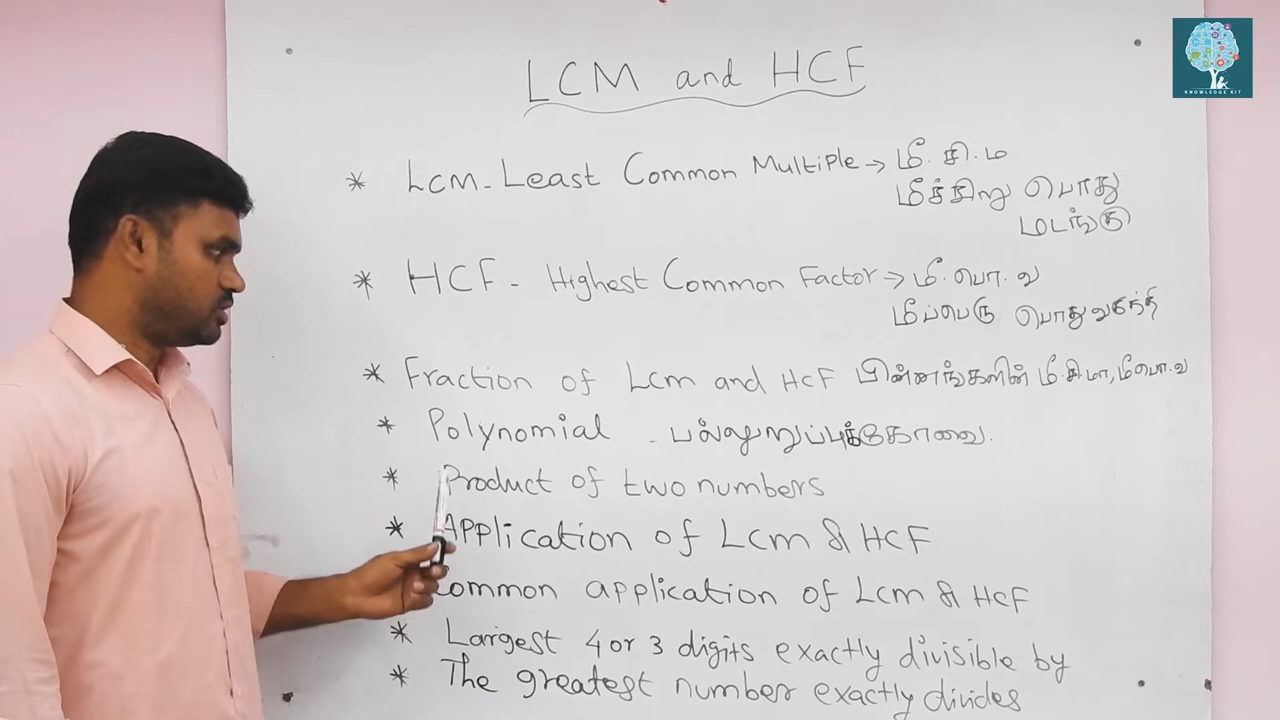 LCM and HCF
KNOWLEDGE KIT
* Lcm - Least Common Multiple → மீ. சி. ம
மீச்சிறு பொது
மடங்கு
* HCF - Highest Common Factor → மீ. பொ. வ
மீப்பெரு பொது வகுத்தி
* Fraction of Lcm and HCF பின்னங்களின் மீ.சி.மா, மீ.பொ.வ
* Polynomial - பல்லுறுப்புக்கோவை.
* Product of two numbers
* Application of Lcm & HCF
Common application of Lcm & HCF
* Largest 4 or 3 digits exactly divisible by
* The greatest number exactly divides